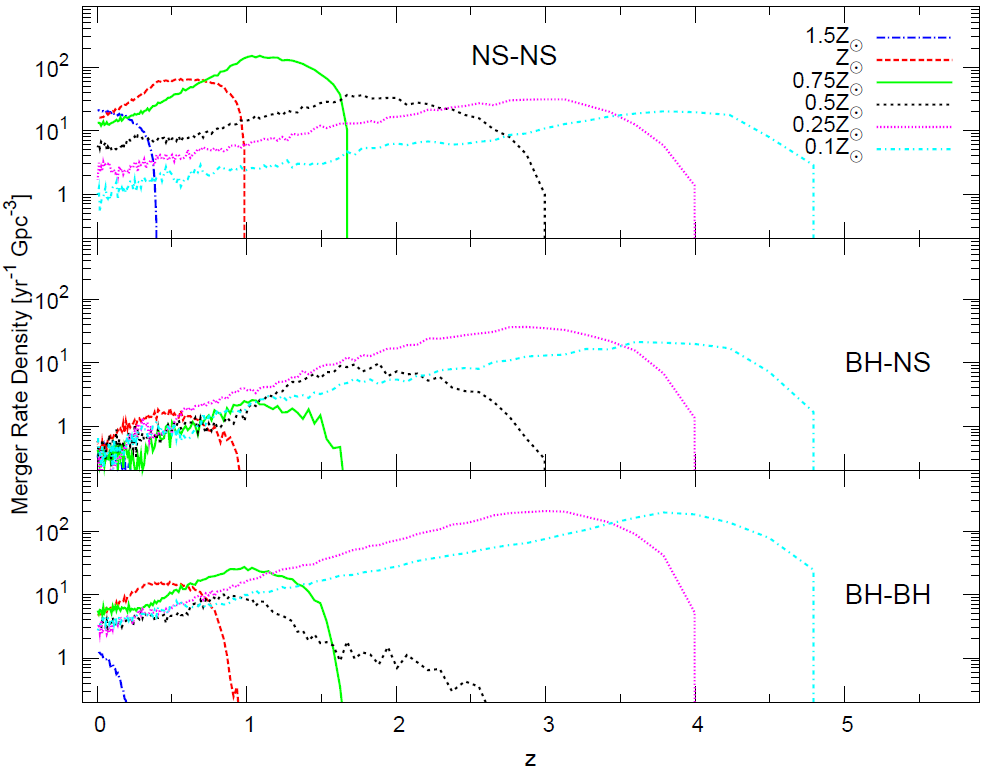 NS-NS
1.5Z☉
Z☉
0.75Z☉
0.5Z☉
0.25Z☉
0.1Z☉
10²
10¹
1
Merger Rate Density [yr⁻¹ Gpc⁻³]
10²
10¹
1
BH-NS
10²
10¹
1
BH-BH
0 1 2 3 4 5
z